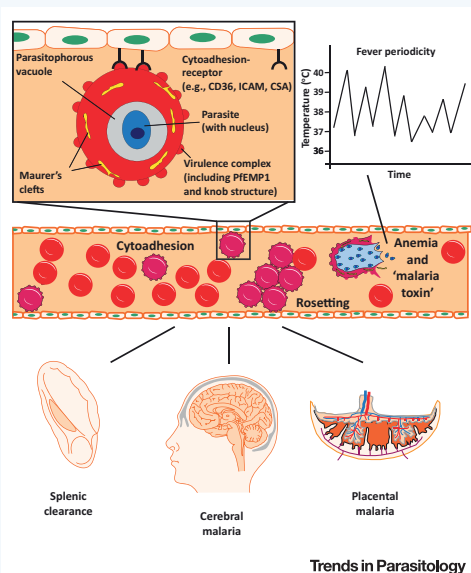 Parasitophorous
vacuole
Cytoadhesion-
receptor
(e.g., CD36, ICAM, CSA)
Parasite
(with nucleus)
Maurer's
clefts
Virulence complex
(including PfEMP1
and knob structure)
Fever periodicity
Temperature (°C)
40
39
38
37
36
Time
Cytoadhesion
Rosetting
Anemia
and
‘malaria
toxin’
Splenic
clearance
Cerebral
malaria
Placental
malaria
Trends in Parasitology